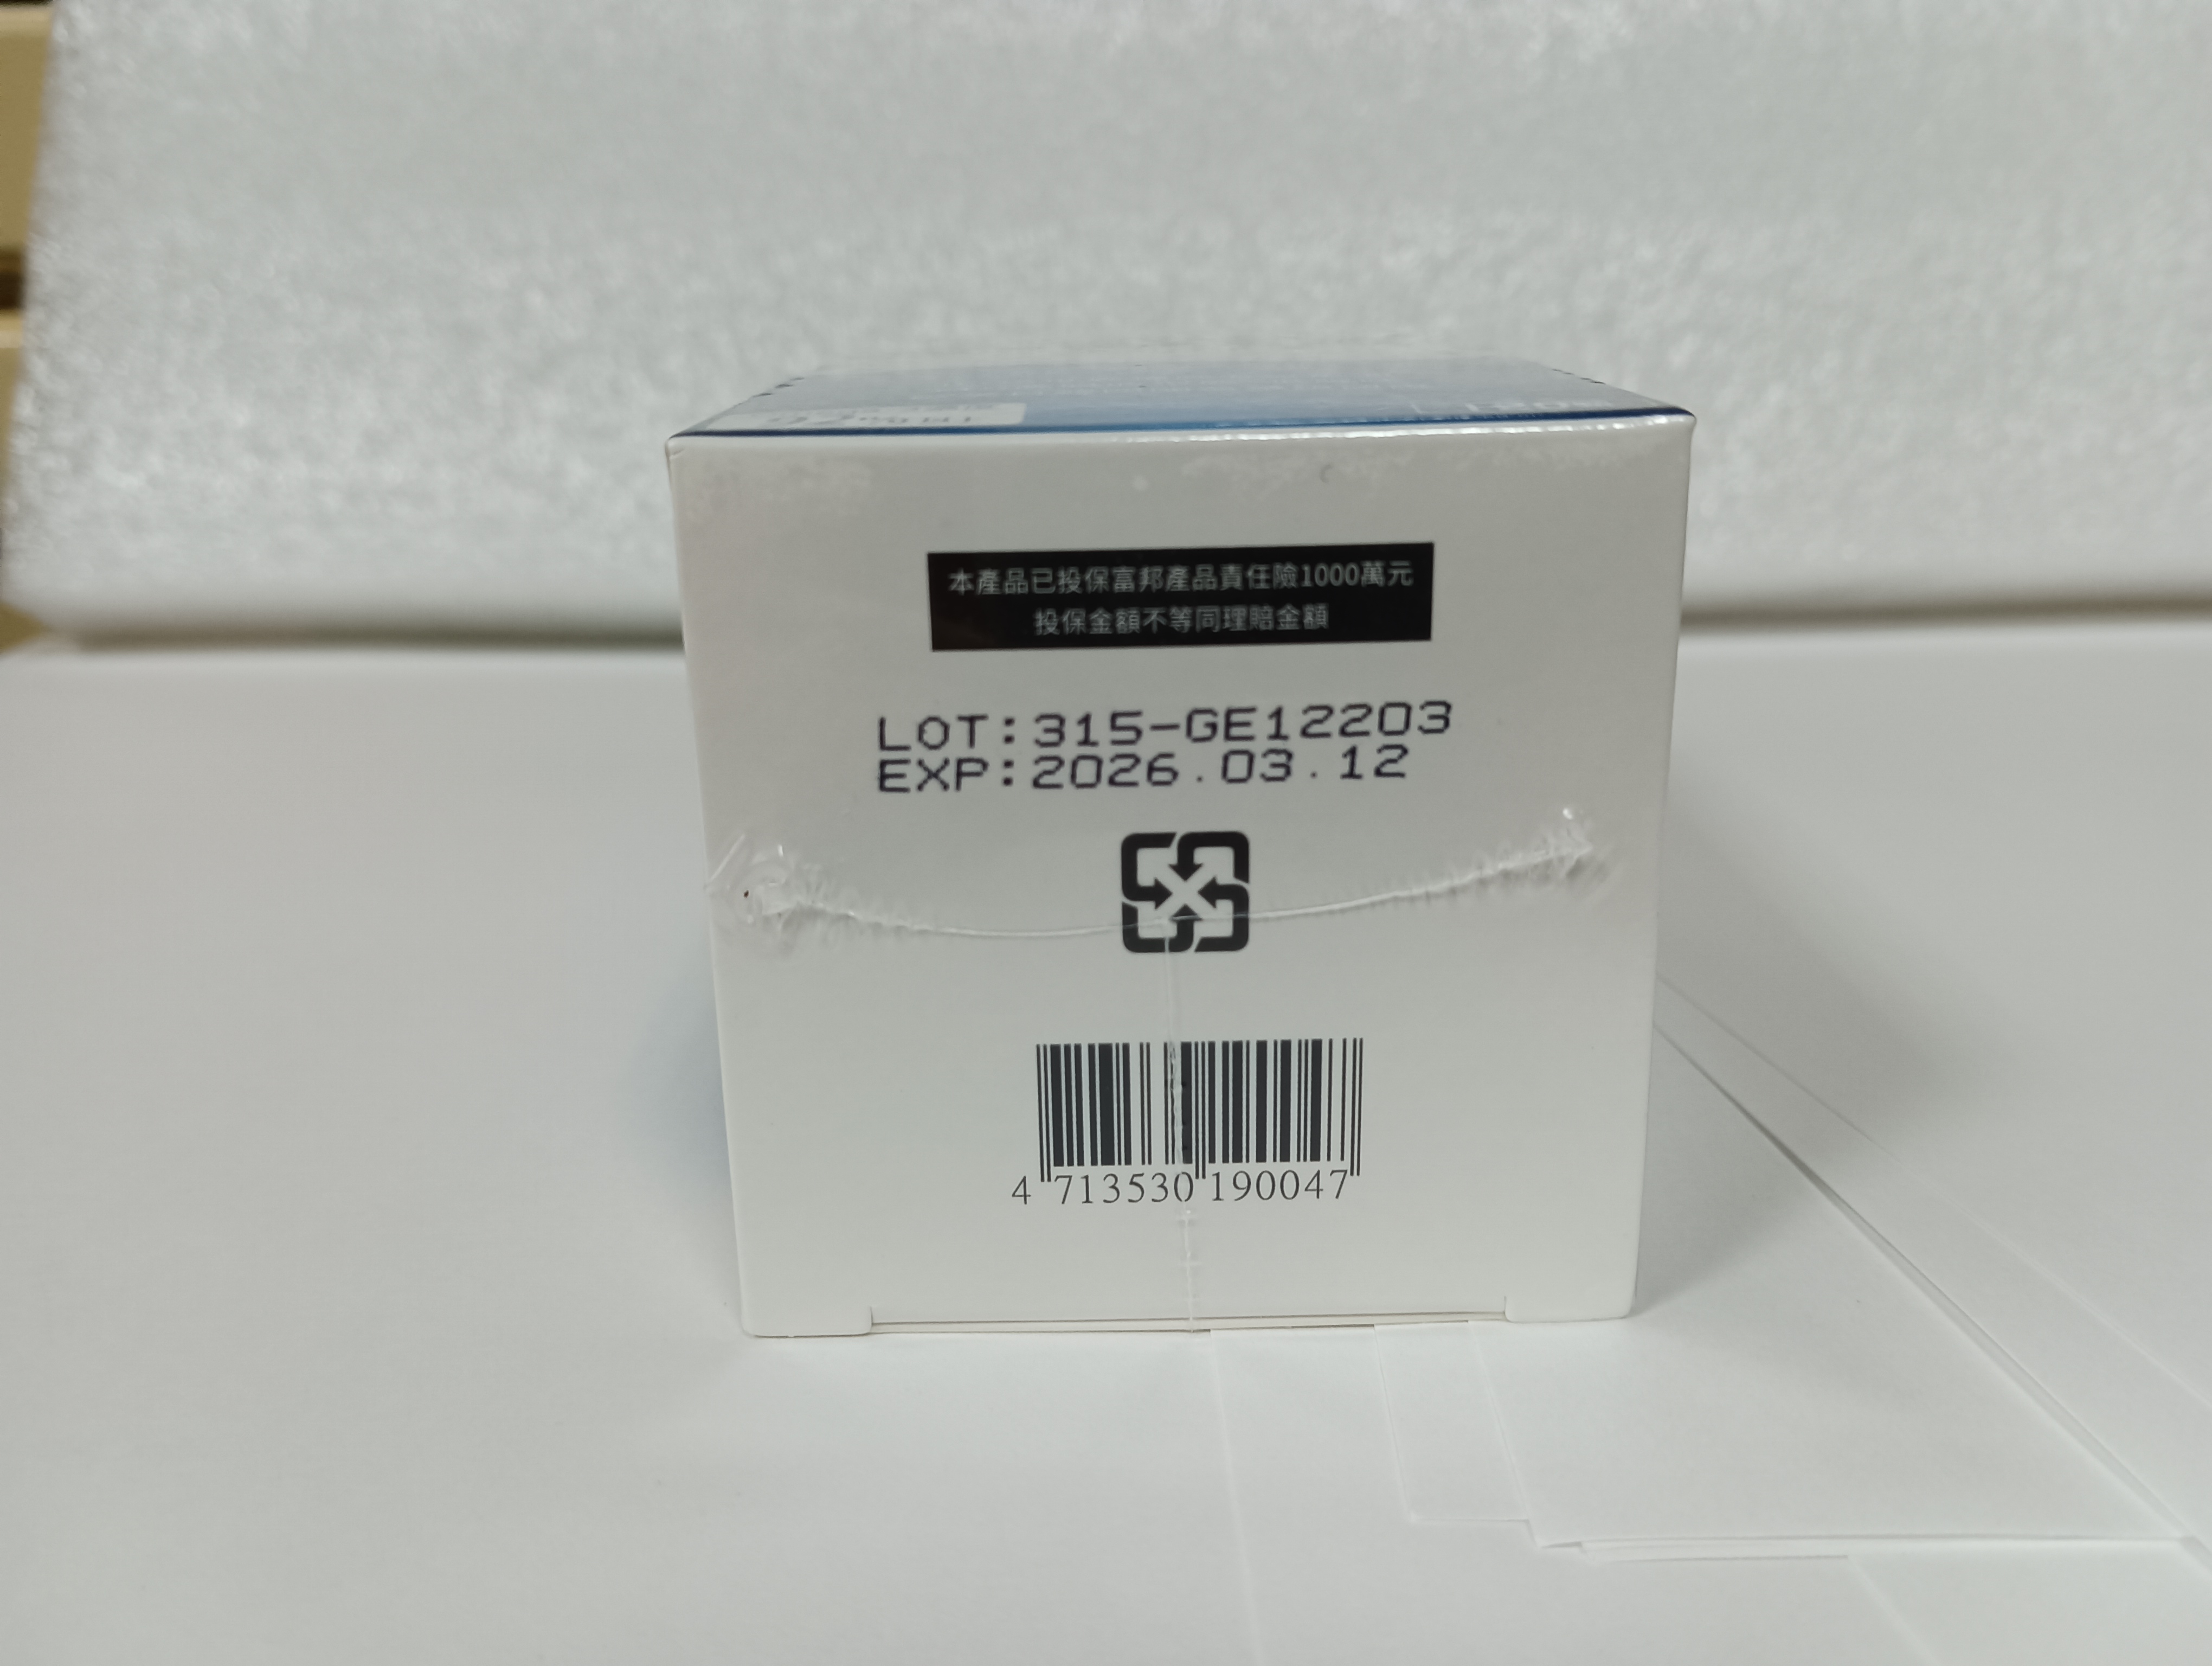 本產品已投保富邦產品責任險1000萬元
投保金額不等同理賠金額
LOT:315-GE12203
EXP:2026.03.12
4 713530 190047